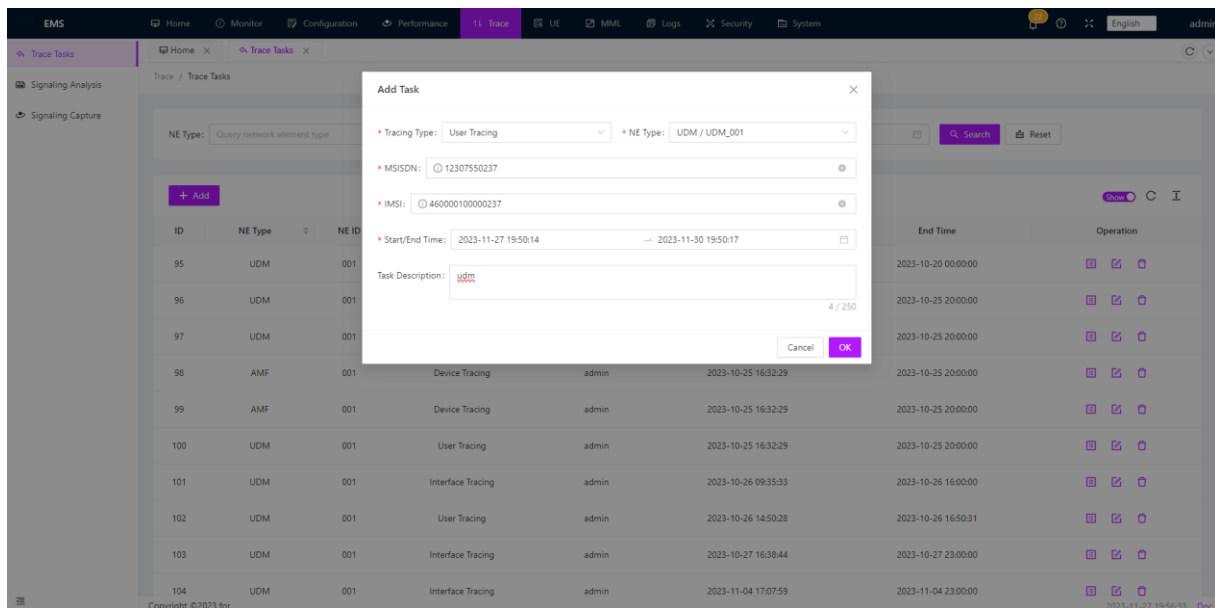 EMS Home Monitor Configuration Performance Trace UE MML Logs Security System 22 English admin
Trace Tasks Home Trace Tasks
Trace / Trace Tasks
Signaling Analysis
Signaling Capture
NE Type: Query network element type Search Reset
Add Task
* Tracing Type: User Tracing * NE Type: UDM / UDM_001
* MSISDN: 12307550237
* IMSI: 460000100000237
* Start/End Time: 2023-11-27 19:50:14 → 2023-11-30 19:50:17
Task Description: udm
4 / 250
Cancel OK
+ Add Show
ID NE Type NE ID End Time Operation
95 UDM 001 2023-10-20 00:00:00
96 UDM 001 2023-10-25 20:00:00
97 UDM 001 2023-10-25 20:00:00
98 AMF 001 Device Tracing admin 2023-10-25 16:32:29 2023-10-25 20:00:00
99 AMF 001 Device Tracing admin 2023-10-25 16:32:29 2023-10-25 20:00:00
100 UDM 001 User Tracing admin 2023-10-25 16:32:29 2023-10-25 20:00:00
101 UDM 001 Interface Tracing admin 2023-10-26 09:35:33 2023-10-26 16:00:00
102 UDM 001 User Tracing admin 2023-10-26 14:50:28 2023-10-26 16:50:31
103 UDM 001 Interface Tracing admin 2023-10-27 16:38:44 2023-10-27 23:00:00
104 UDM 001 Interface Tracing admin 2023-11-04 17:07:59 2023-11-04 23:00:00
Copyright ©2023 for 2023-11-27 19:56:33